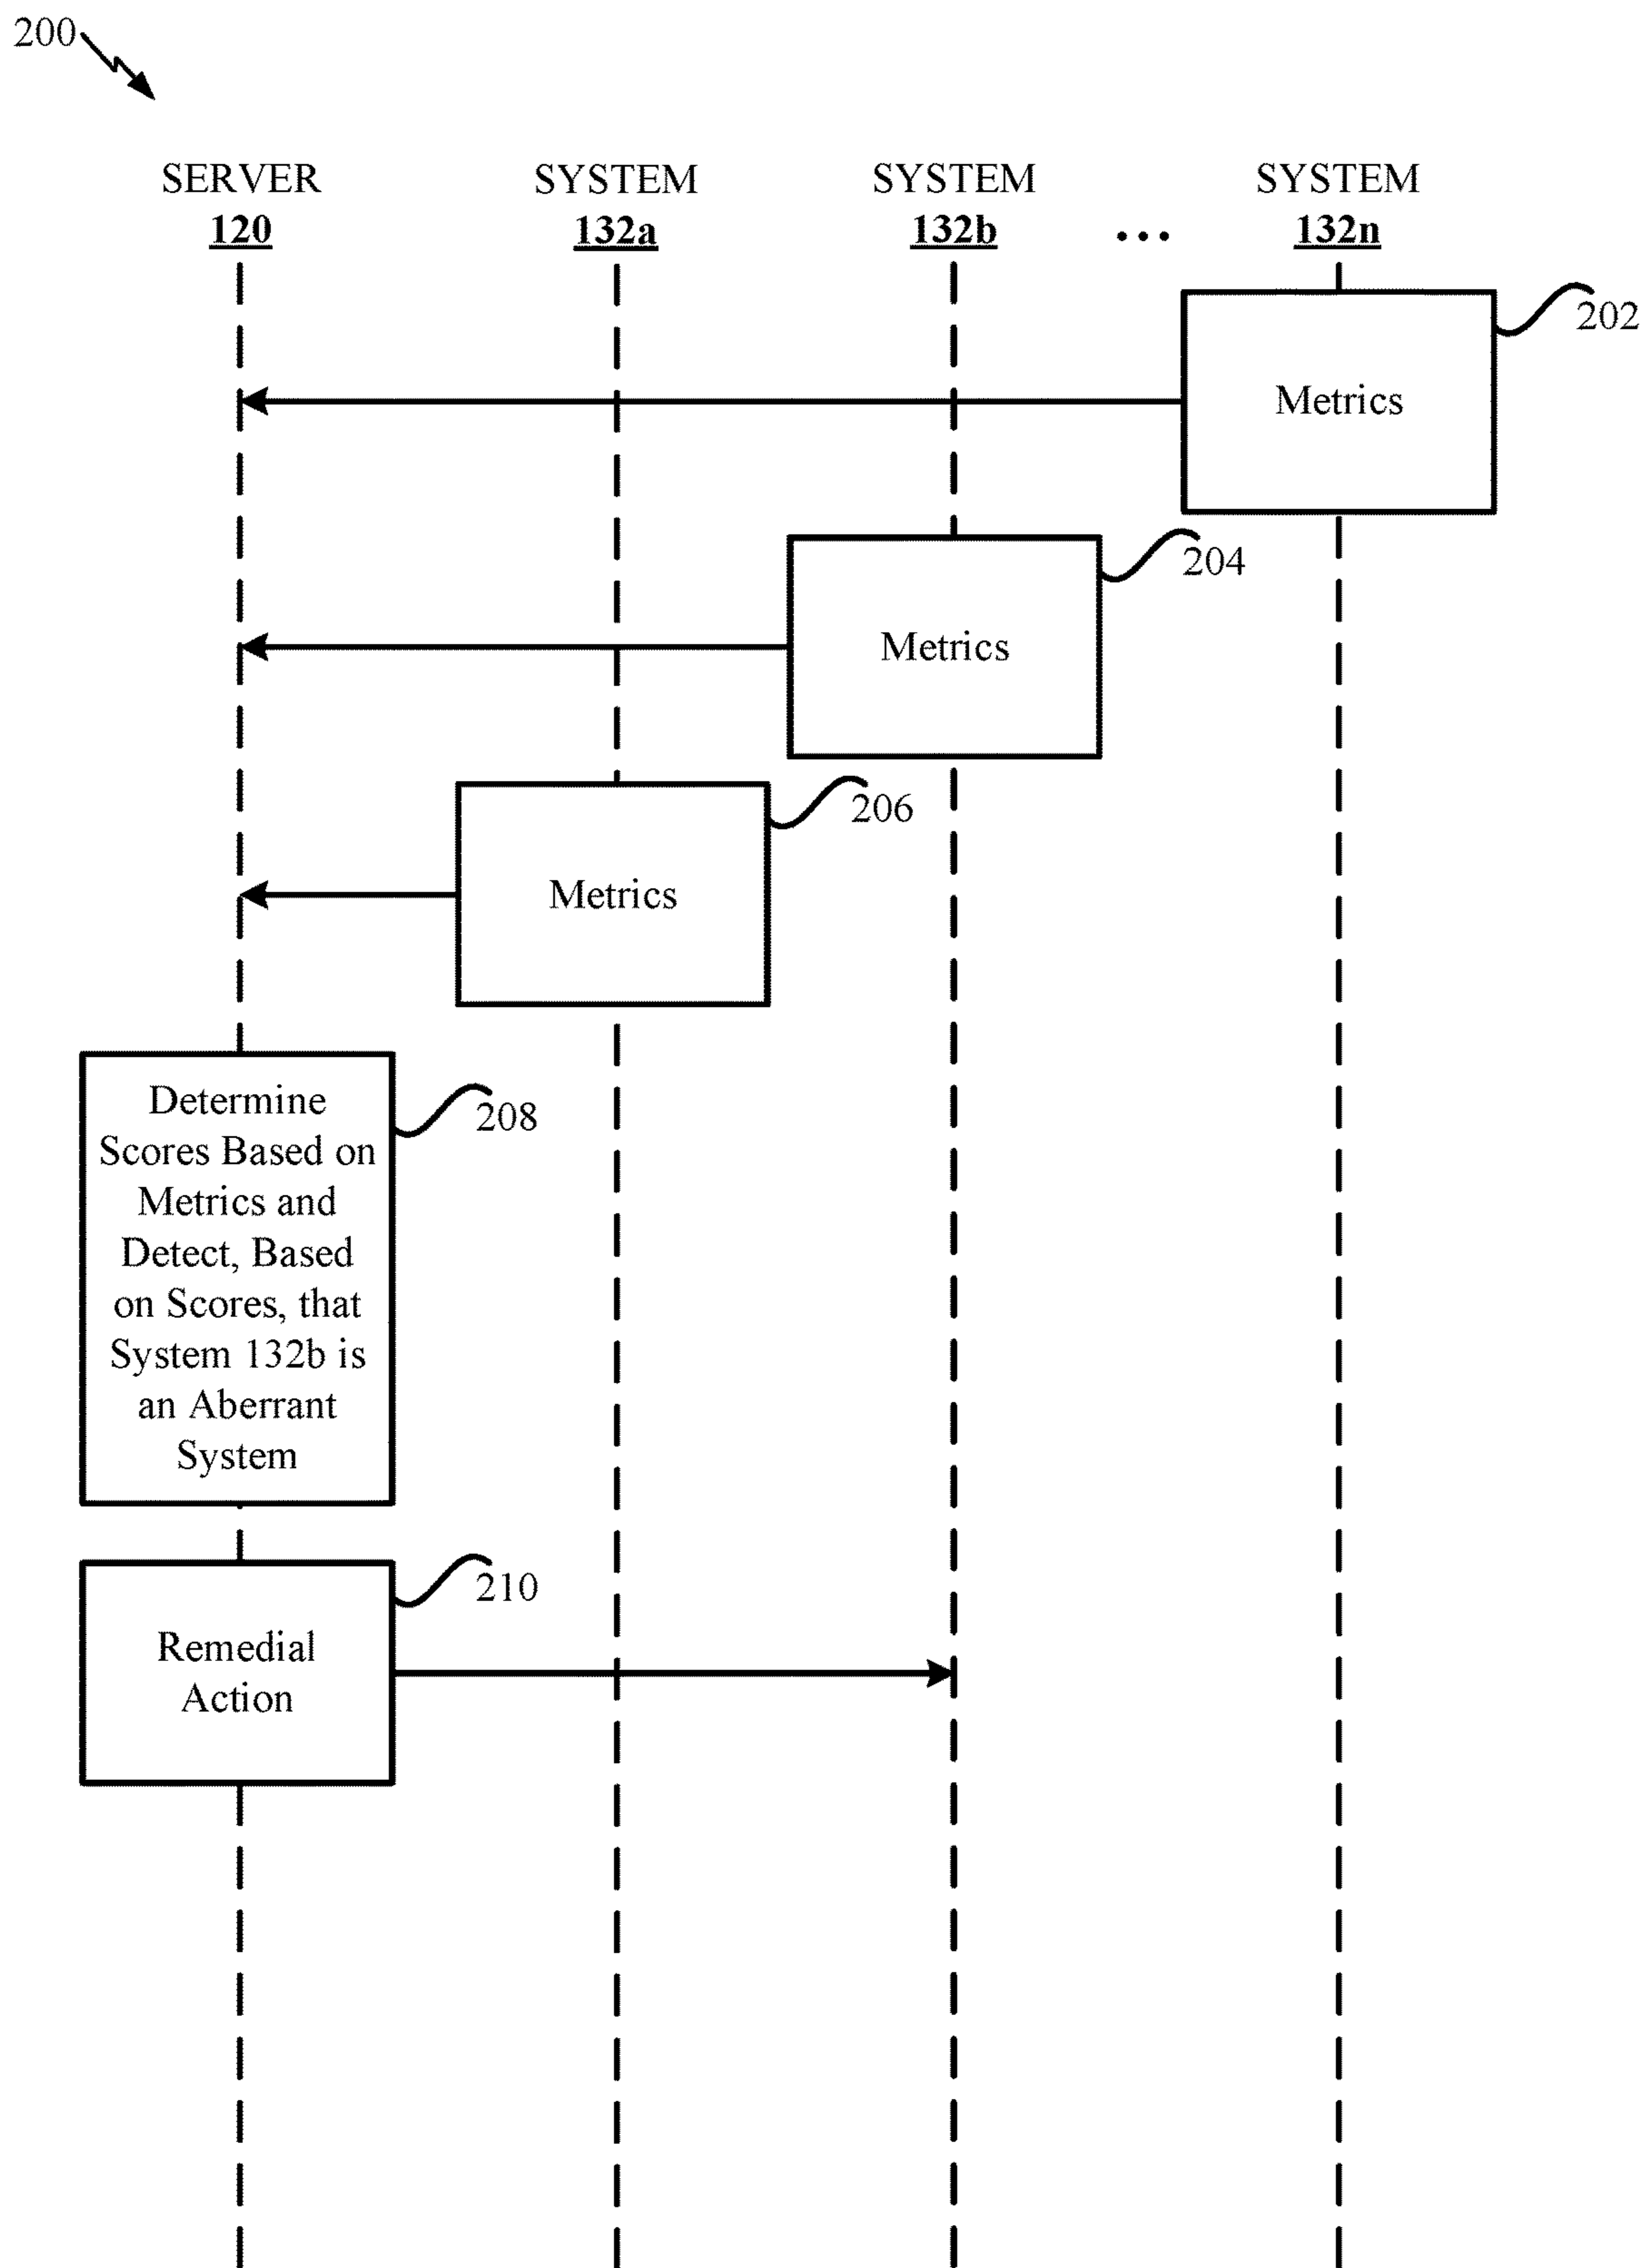 200
SERVER
120
SYSTEM
132a
SYSTEM
132b
...
SYSTEM
132n
Metrics
202
Metrics
204
Metrics
206
Determine
Scores Based on
Metrics and
Detect, Based
on Scores, that
System 132b is
an Aberrant
System
208
Remedial
Action
210